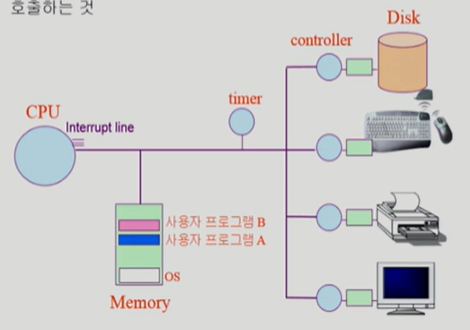 호출하는 것
Disk
controller
timer
CPU
Interrupt line
사용자 프로그램 B
사용자 프로그램 A
OS
Memory